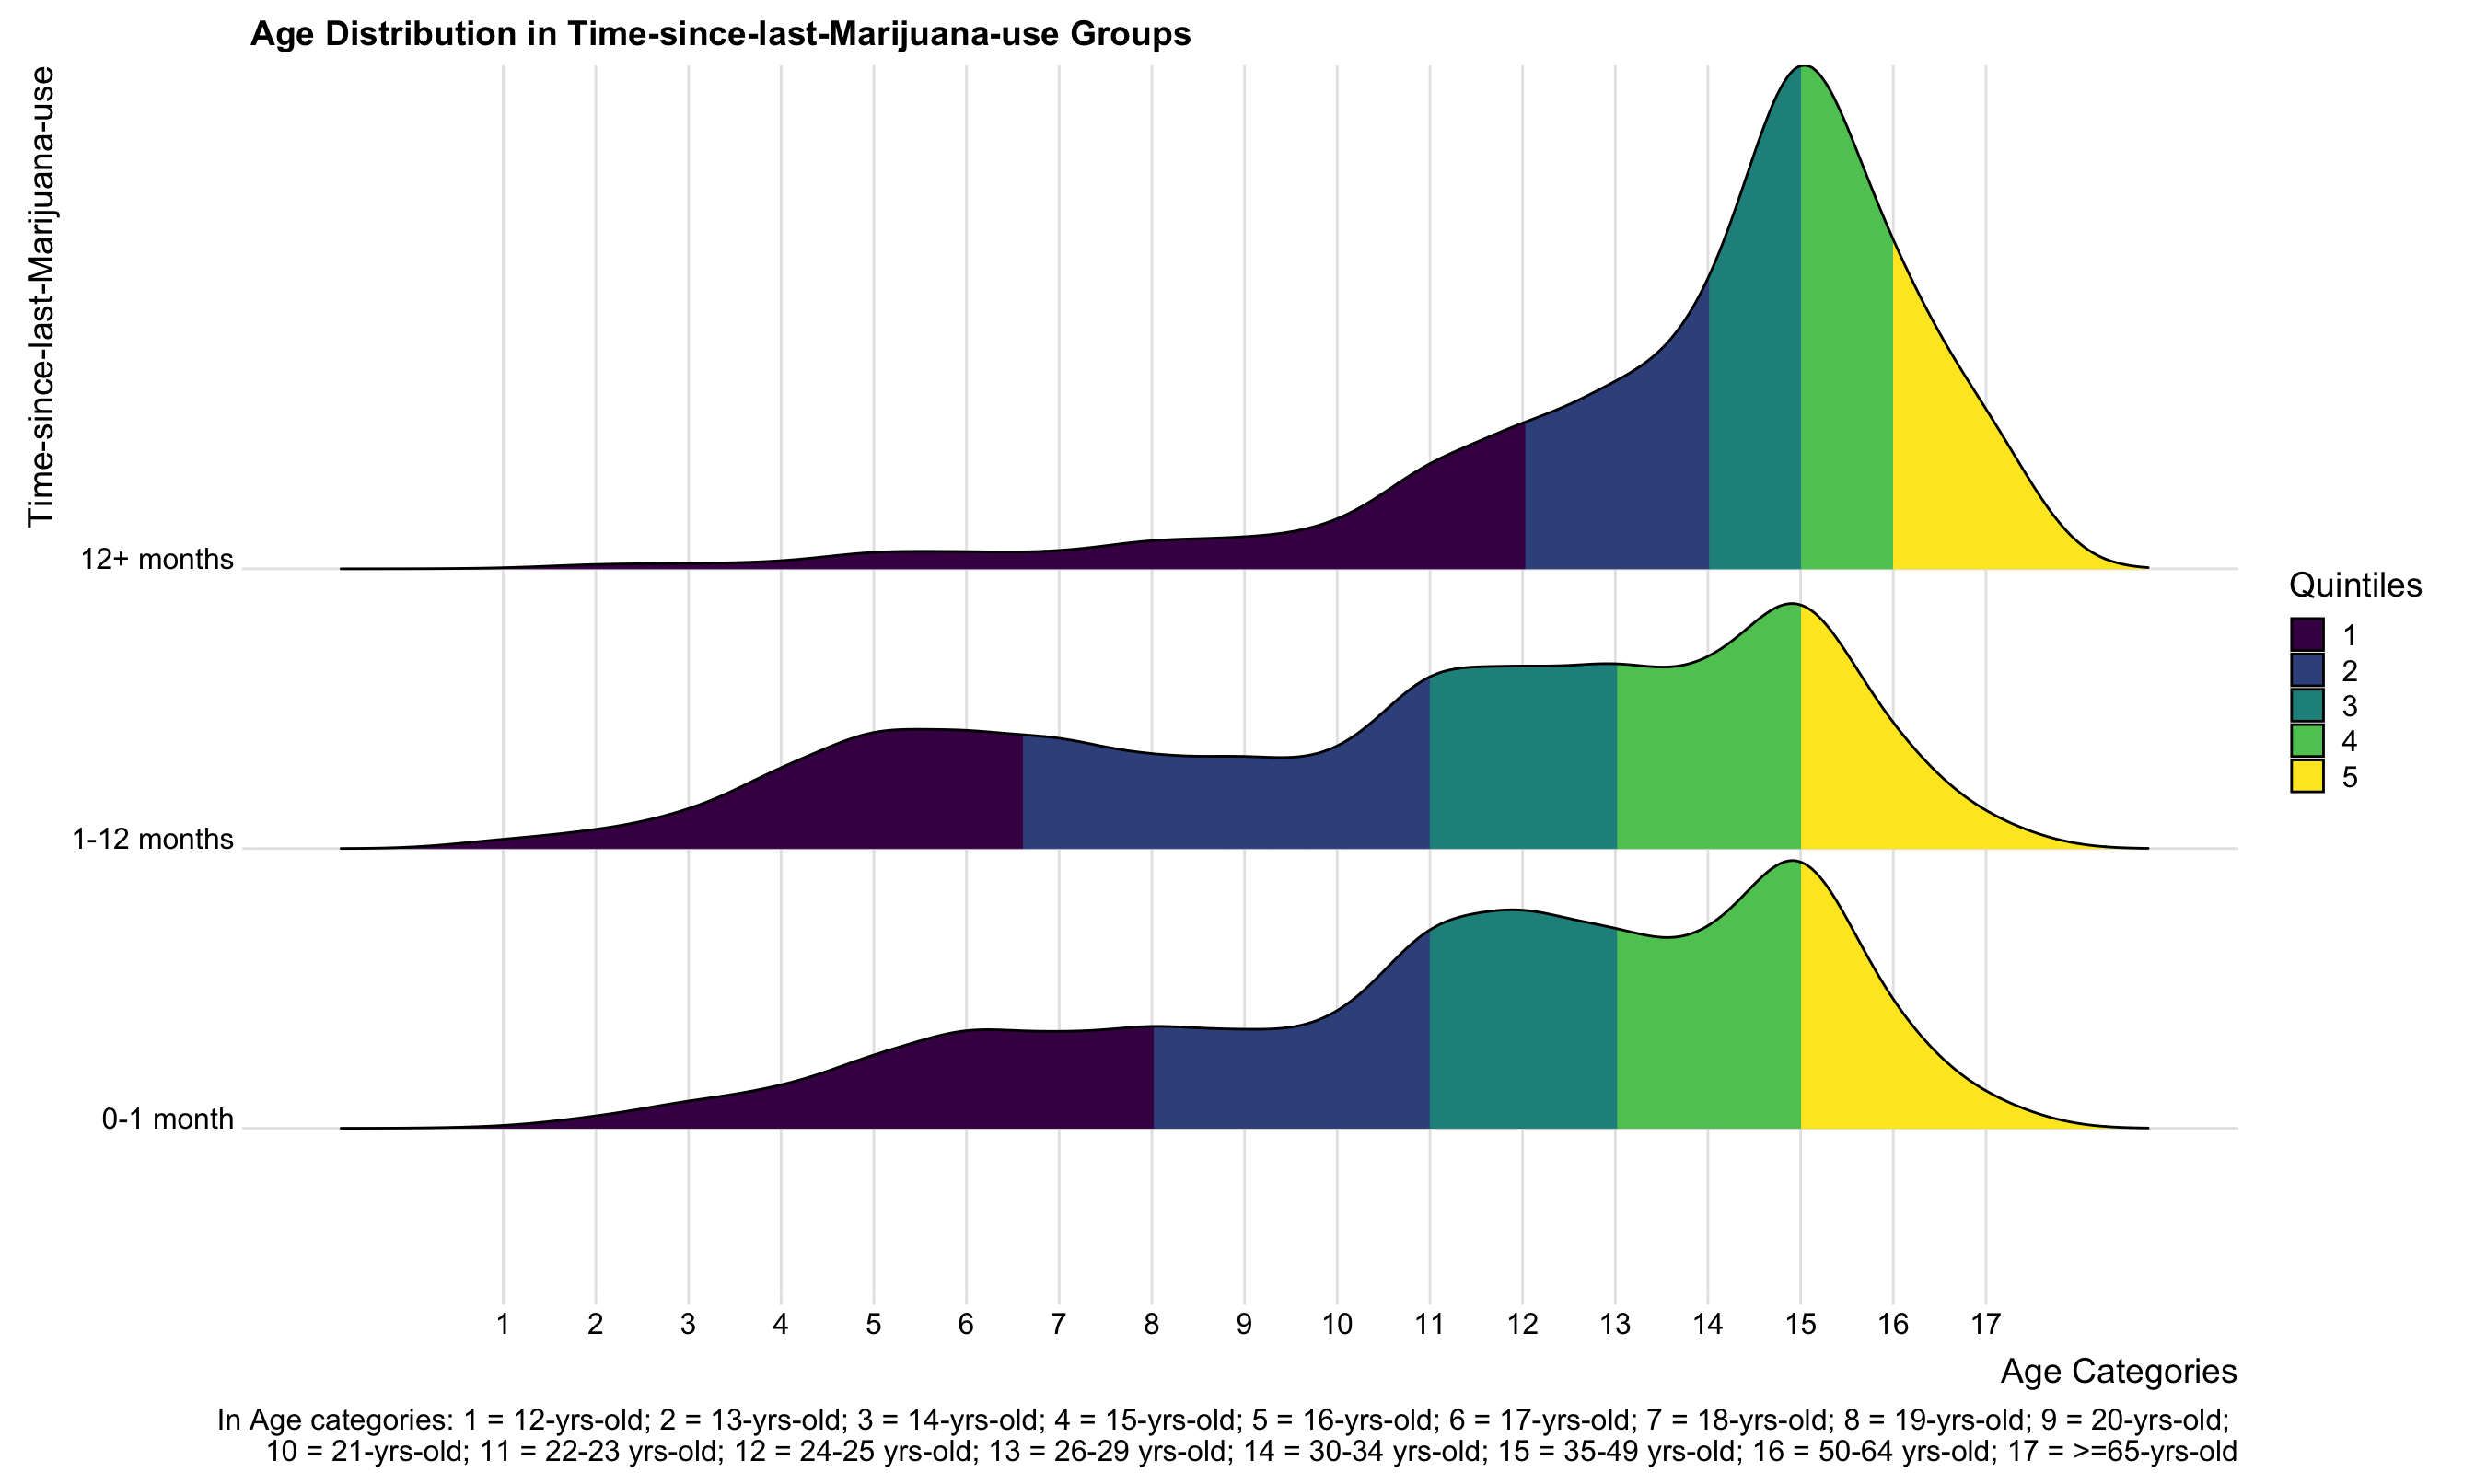 Age Distribution in Time-since-last-Marijuana-use Groups
Time-since-last-Marijuana-use
12+ months
1-12 months
0-1 month
Quintiles
1
2
3
4
5
1 2 3 4 5 6 7 8 9 10 11 12 13 14 15 16 17
Age Categories
In Age categories: 1 = 12-yrs-old; 2 = 13-yrs-old; 3 = 14-yrs-old; 4 = 15-yrs-old; 5 = 16-yrs-old; 6 = 17-yrs-old; 7 = 18-yrs-old; 8 = 19-yrs-old; 9 = 20-yrs-old;
10 = 21-yrs-old; 11 = 22-23 yrs-old; 12 = 24-25 yrs-old; 13 = 26-29 yrs-old; 14 = 30-34 yrs-old; 15 = 35-49 yrs-old; 16 = 50-64 yrs-old; 17 = >=65-yrs-old